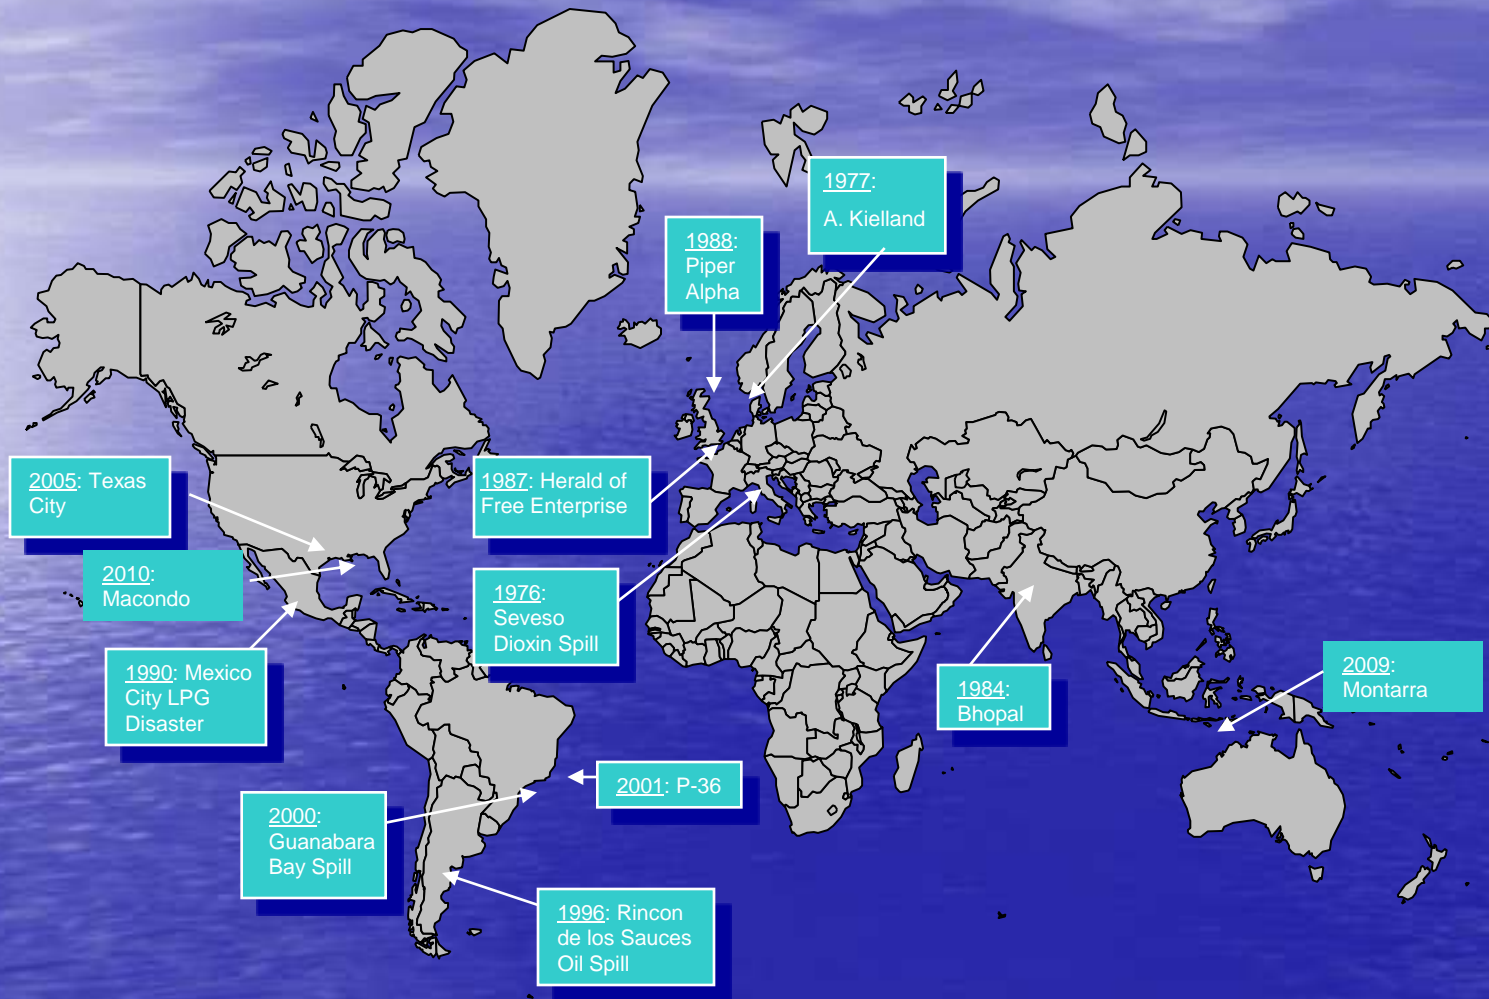 1977:
A. Kielland
1988:
Piper
Alpha
2005: Texas
City
1987: Herald of
Free Enterprise
2010:
Macondo
1976:
Seveso
Dioxin Spill
1990: Mexico
City LPG
Disaster
1984:
Bhopal
2009:
Montarra
2001: P-36
2000:
Guanabara
Bay Spill
1996: Rincon
de los Sauces
Oil Spill